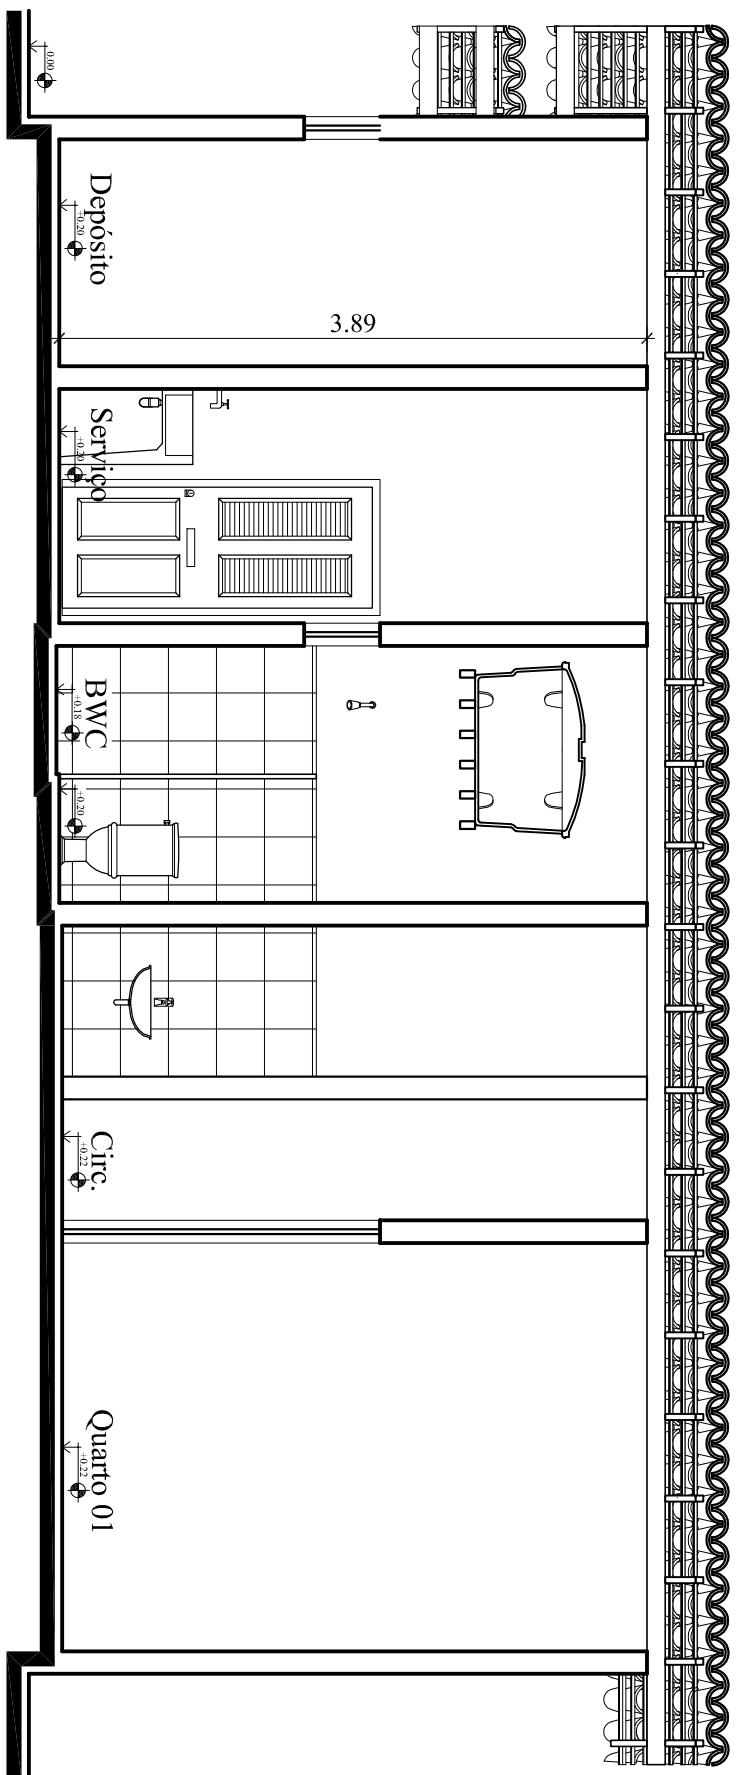 0.00
Depósito
+0.20
3.89
Serviço
+0.20
BWC
+0.18
+0.20
Circ.
+0.22
Quarto 01
+0.22